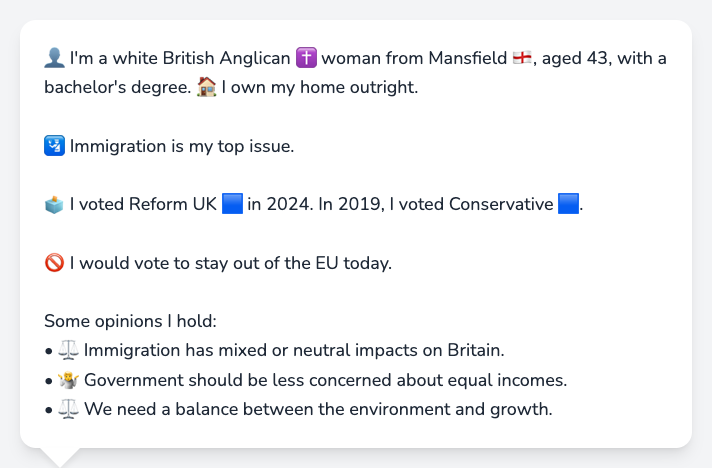 👤 I'm a white British Anglican ✝️ woman from Mansfield 🏴󠁧󠁢󠁥󠁮󠁧󠁿, aged 43, with a
bachelor's degree. 🏠 I own my home outright.
🛂 Immigration is my top issue.
🗳️ I voted Reform UK 🟦 in 2024. In 2019, I voted Conservative 🟦.
🚫 I would vote to stay out of the EU today.
Some opinions I hold:
• ⚖️ Immigration has mixed or neutral impacts on Britain.
• 🤷 Government should be less concerned about equal incomes.
• ⚖️ We need a balance between the environment and growth.